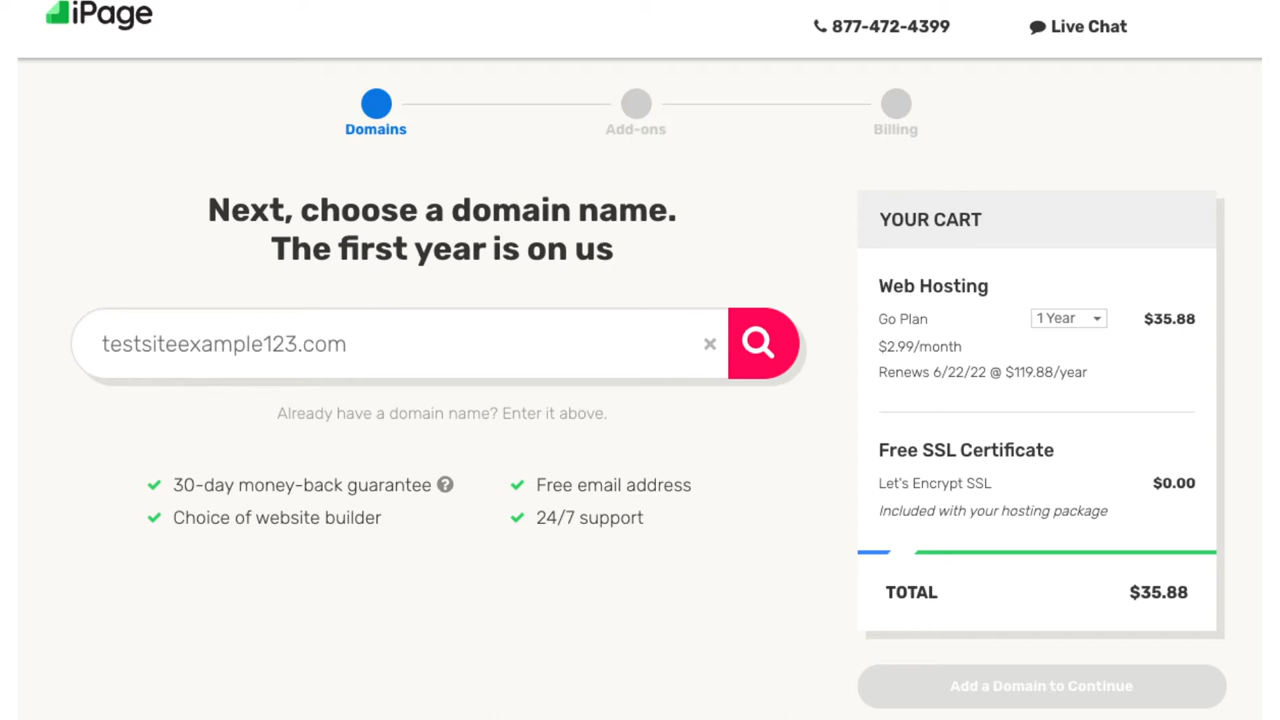 iPage
877-472-4399
Live Chat
Domains
Add-ons
Billing
Next, choose a domain name.
The first year is on us
testsiteexample123.com
Already have a domain name? Enter it above.
30-day money-back guarantee
Free email address
Choice of website builder
24/7 support
YOUR CART
Web Hosting
Go Plan 1 Year $35.88
$2.99/month
Renews 6/22/22 @ $119.88/year
Free SSL Certificate
Let's Encrypt SSL $0.00
Included with your hosting package
TOTAL $35.88
Add a Domain to Continue